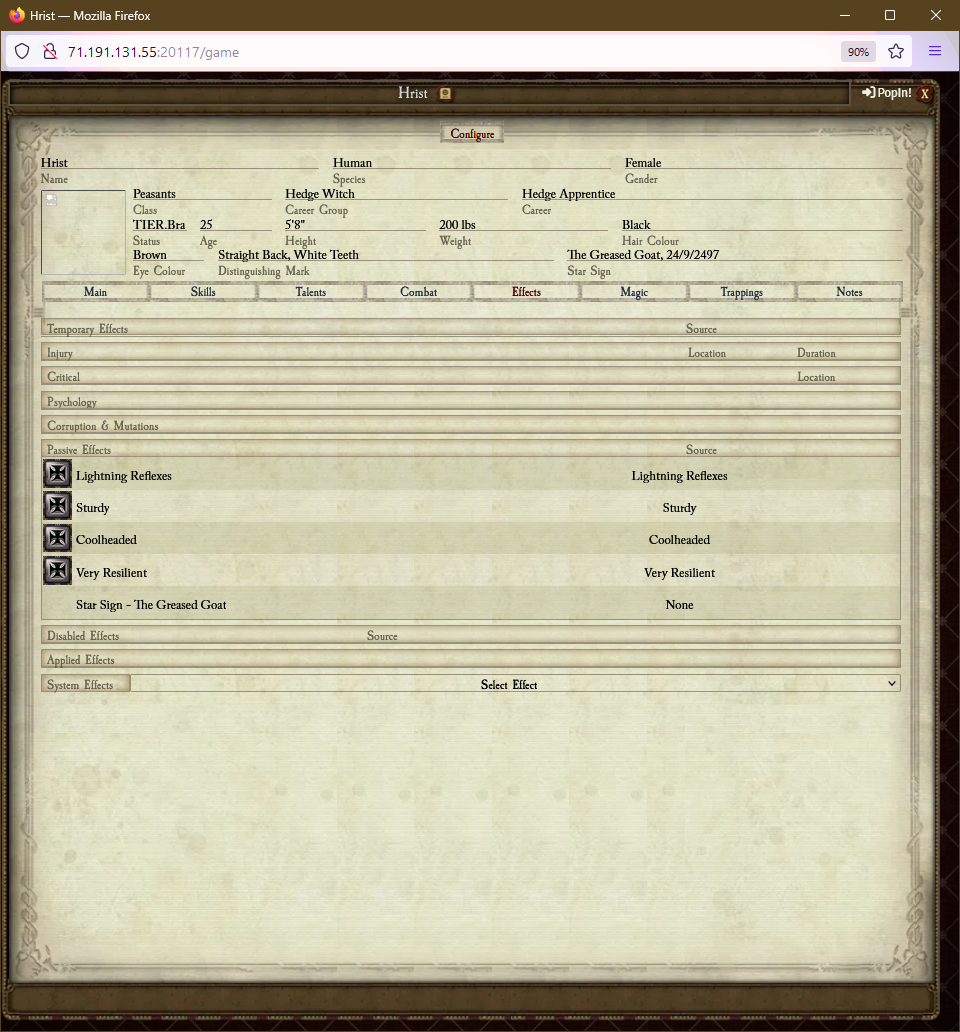 Hrist — Mozilla Firefox
71.191.131.55:20117/game 90%
Hrist PopIn! X
Configure
Hrist Human Female
Name Species Gender
Peasants Hedge Witch Hedge Apprentice
Class Career Group Career
TIER.Bra 25 5'8" 200 lbs Black
Status Age Height Weight Hair Colour
Brown Straight Back, White Teeth The Greased Goat, 24/9/2497
Eye Colour Distinguishing Mark Star Sign
Main Skills Talents Combat Effects Magic Trappings Notes
Temporary Effects Source
Injury Location Duration
Critical Location
Psychology
Corruption & Mutations
Passive Effects Source
Lightning Reflexes Lightning Reflexes
Sturdy Sturdy
Coolheaded Coolheaded
Very Resilient Very Resilient
Star Sign - The Greased Goat None
Disabled Effects Source
Applied Effects
System Effects Select Effect